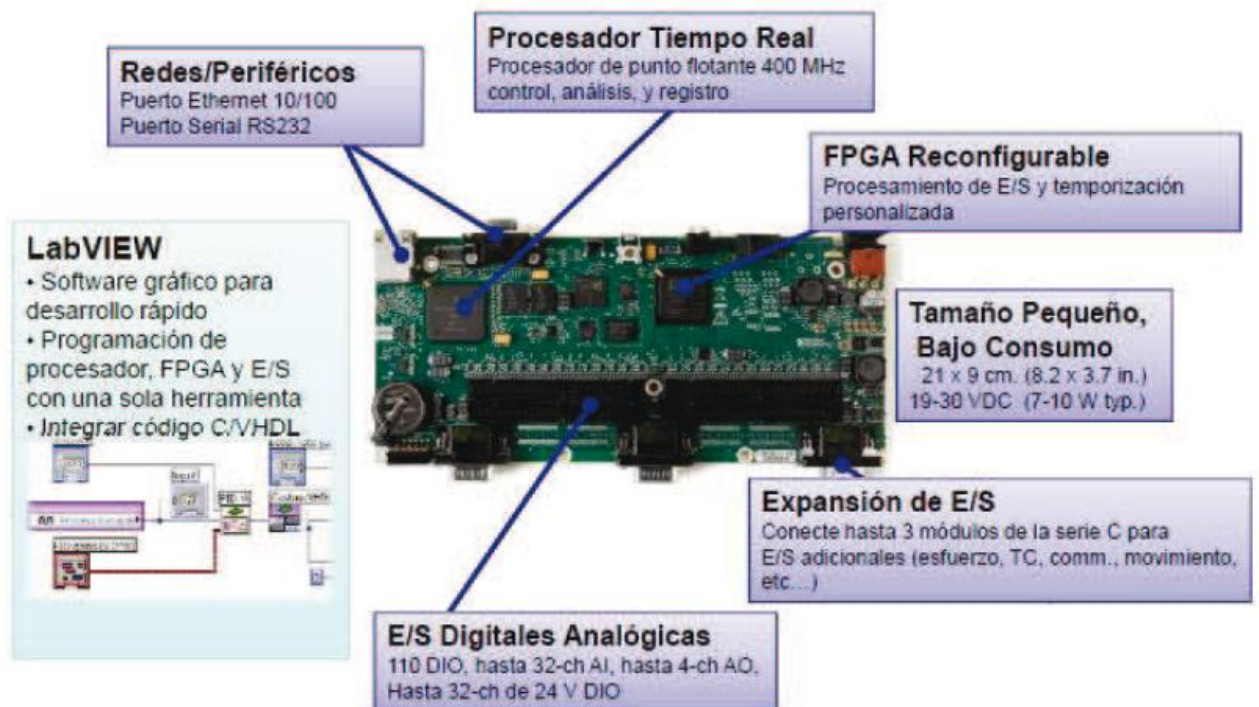 Redes/Periféricos
Puerto Ethernet 10/100
Puerto Serial RS232
Procesador Tiempo Real
Procesador de punto flotante 400 MHz
control, análisis, y registro
FPGA Reconfigurable
Procesamiento de E/S y temporización
personalizada
LabVIEW
• Software gráfico para
desarrollo rápido
• Programación de
procesador, FPGA y E/S
con una sola herramienta
• Integrar código C/VHDL
Tamaño Pequeño,
Bajo Consumo
21 x 9 cm. (8.2 x 3.7 in.)
19-30 VDC (7-10 W typ.)
Expansión de E/S
Conecte hasta 3 módulos de la serie C para
E/S adicionales (esfuerzo, TC, comm., movimiento,
etc...)
E/S Digitales Analógicas
110 DIO, hasta 32-ch AI, hasta 4-ch AO,
Hasta 32-ch de 24 V DIO